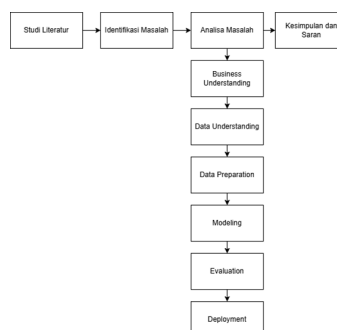 Studi Literatur
Identifikasi Masalah
Analisa Masalah
Kesimpulan dan
Saran
Business
Understanding
Data Understanding
Data Preparation
Modeling
Evaluation
Deployment